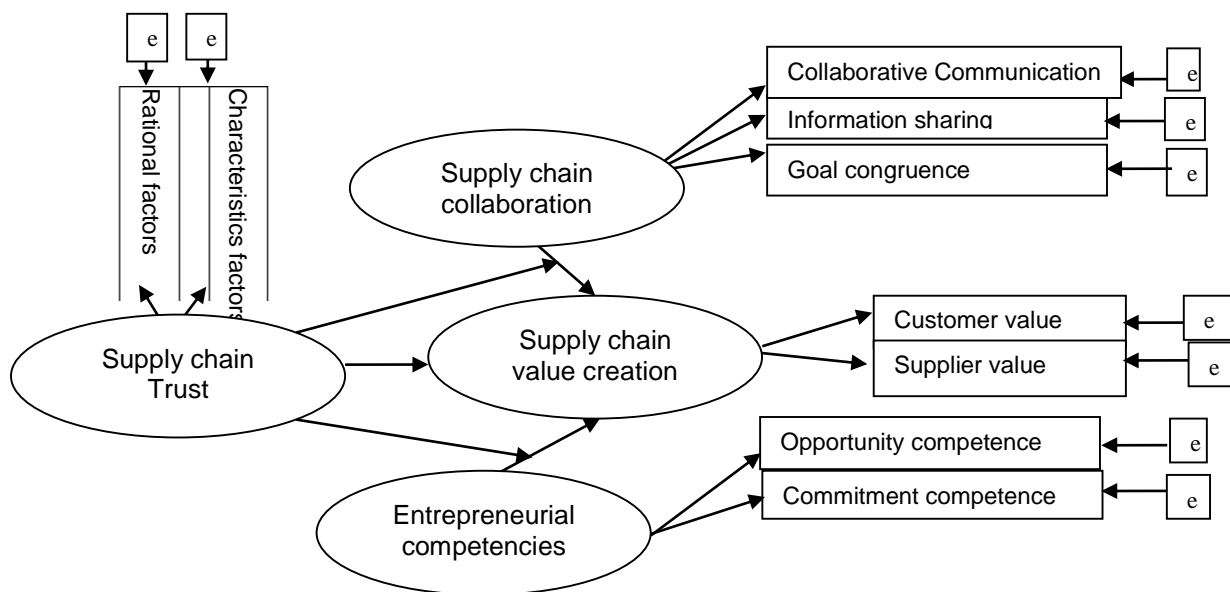 e
e
Rational factors
Characteristics factors
Supply chain
Trust
Supply chain
collaboration
Supply chain
value creation
Entrepreneurial
competencies
Collaborative Communication
e
Information sharing
e
Goal congruence
e
Customer value
e
Supplier value
e
Opportunity competence
e
Commitment competence
e